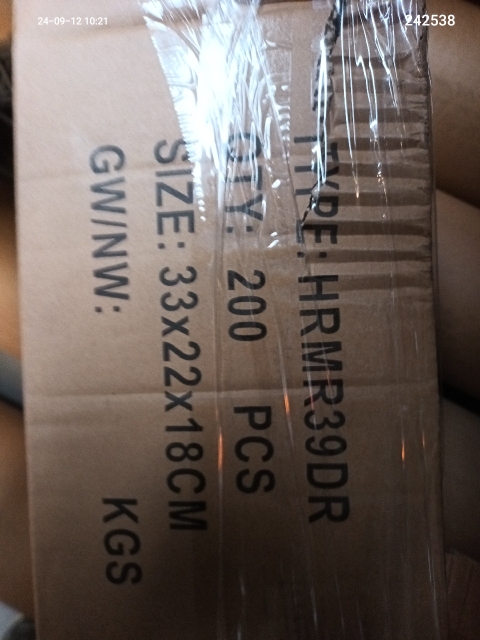 24-09-12 10:21
242538
TYPE: HRMR39DR
QTY: 200 PCS
SIZE: 33x22x18CM
GW/NW: KGS